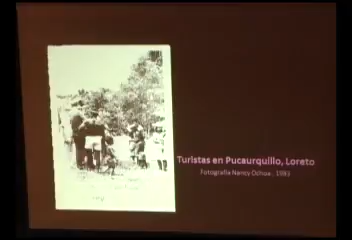 Turistas en Pucaurquillo, Loreto
Fotografía Nancy Ochoa . 1983